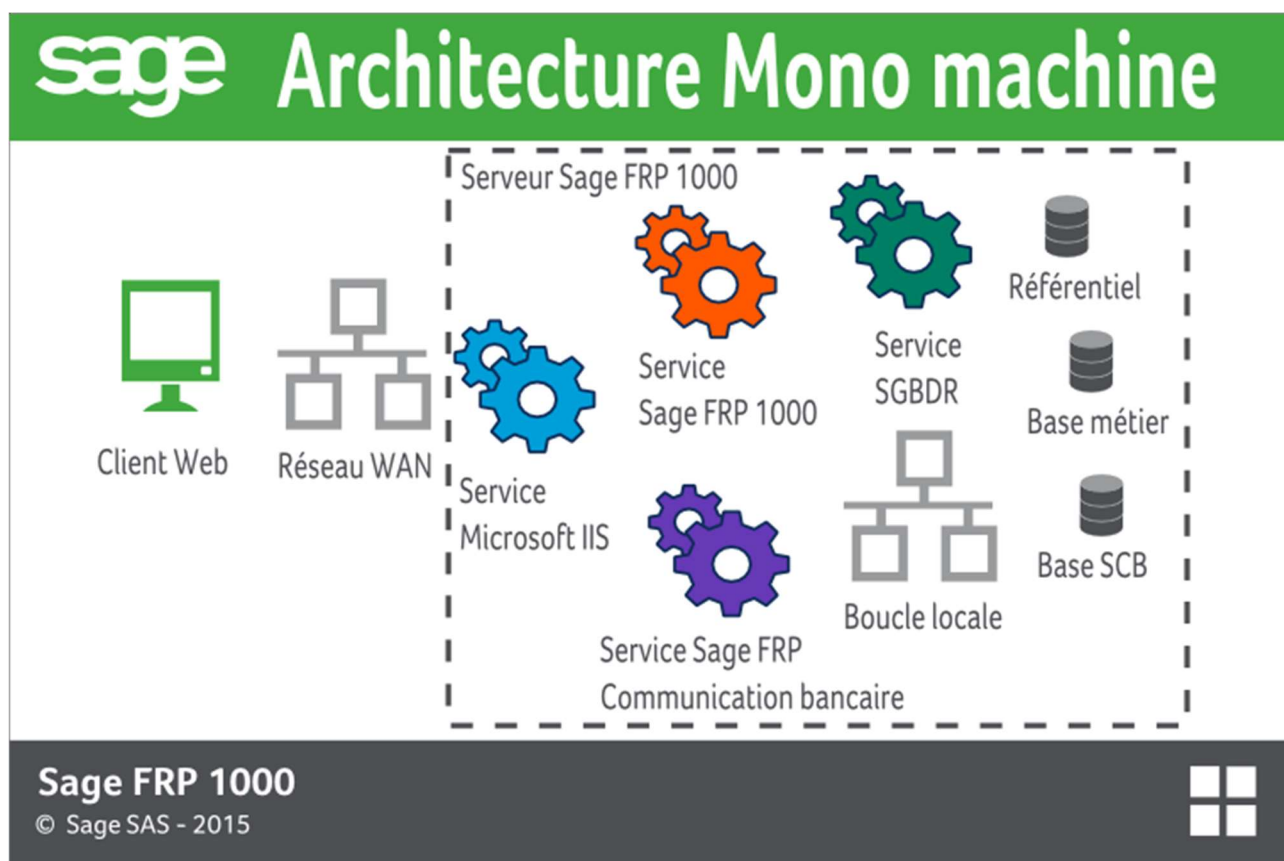 sage Architecture Mono machine
Serveur Sage FRP 1000
Référentiel
Service
Sage FRP 1000
Service
SGBDR
Base métier
Client Web
Réseau WAN
Service
Microsoft IIS
Base SCB
Boucle locale
Service Sage FRP
Communication bancaire
Sage FRP 1000
© Sage SAS - 2015